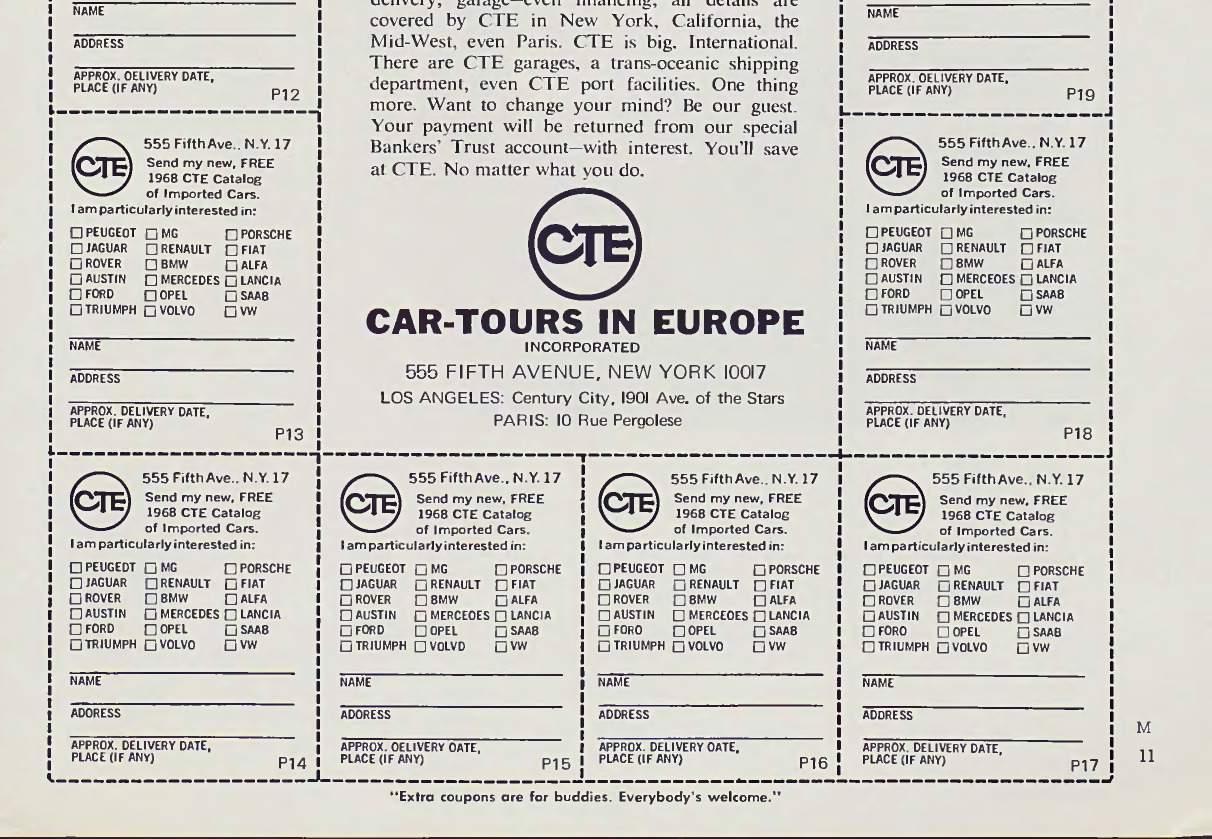 NAME
ADDRESS
APPROX. OELIVERY DATE,
PLACE (IF ANY)
P12
delivery, garage—even financing, all details are
covered by CTE in New York, California, the
Mid-West, even Paris. CTE is big. International.
There are CTE garages, a trans-oceanic shipping
department, even CTE port facilities. One thing
more. Want to change your mind? Be our guest.
Your payment will be returned from our special
Bankers' Trust account—with interest. You'll save
at CTE. No matter what you do.
NAME
ADDRESS
APPROX. OELIVERY DATE,
PLACE (IF ANY)
P19
CTE
555 Fifth Ave., N.Y. 17
Send my new, FREE
1968 CTE Catalog
of Imported Cars.
I am particularly interested in:
☐ PEUGEOT ☐ MG ☐ PORSCHE
☐ JAGUAR ☐ RENAULT ☐ FIAT
☐ ROVER ☐ BMW ☐ ALFA
☐ AUSTIN ☐ MERCEDES ☐ LANCIA
☐ FORD ☐ OPEL ☐ SAAB
☐ TRIUMPH ☐ VOLVO ☐ VW
NAME
ADDRESS
APPROX. DELIVERY DATE,
PLACE (IF ANY)
P13
CTE
CAR-TOURS IN EUROPE
INCORPORATED
555 FIFTH AVENUE, NEW YORK 10017
LOS ANGELES: Century City, 1901 Ave. of the Stars
PARIS: 10 Rue Pergolese
CTE
555 Fifth Ave., N.Y. 17
Send my new, FREE
1968 CTE Catalog
of Imported Cars.
I am particularly interested in:
☐ PEUGEOT ☐ MG ☐ PORSCHE
☐ JAGUAR ☐ RENAULT ☐ FIAT
☐ ROVER ☐ BMW ☐ ALFA
☐ AUSTIN ☐ MERCEOES ☐ LANCIA
☐ FORD ☐ OPEL ☐ SAAB
☐ TRIUMPH ☐ VOLVO ☐ VW
NAME
ADDRESS
APPROX. DELIVERY DATE,
PLACE (IF ANY)
P18
CTE
555 Fifth Ave., N.Y. 17
Send my new, FREE
1968 CTE Catalog
of Imported Cars.
I am particularly interested in:
☐ PEUGEDT ☐ MG ☐ PORSCHE
☐ JAGUAR ☐ RENAULT ☐ FIAT
☐ ROVER ☐ BMW ☐ ALFA
☐ AUSTIN ☐ MERCEDES ☐ LANCIA
☐ FORD ☐ OPEL ☐ SAAB
☐ TRIUMPH ☐ VOLVO ☐ VW
NAME
ADORESS
APPROX. DELIVERY DATE,
PLACE (IF ANY)
P14
CTE
555 Fifth Ave., N.Y. 17
Send my new, FREE
1968 CTE Catalog
of Imported Cars.
I am particularly interested in:
☐ PEUGEOT ☐ MG ☐ PORSCHE
☐ JAGUAR ☐ RENAULT ☐ FIAT
☐ ROVER ☐ BMW ☐ ALFA
☐ AUSTIN ☐ MERCEOES ☐ LANCIA
☐ FORD ☐ OPEL ☐ SAAB
☐ TRIUMPH ☐ VOLVD ☐ VW
NAME
ADORESS
APPROX. OELIVERY OATE,
PLACE (IF ANY)
P15
CTE
555 Fifth Ave., N.Y. 17
Send my new, FREE
1968 CTE Catalog
of Imported Cars.
I am particularly interested in:
☐ PEUGEOT ☐ MG ☐ PORSCHE
☐ JAGUAR ☐ RENAULT ☐ FIAT
☐ ROVER ☐ BMW ☐ ALFA
☐ AUSTIN ☐ MERCEOES ☐ LANCIA
☐ FORO ☐ OPEL ☐ SAAB
☐ TRIUMPH ☐ VOLVO ☐ VW
NAME
ADORESS
APPROX. DELIVERY OATE,
PLACE (IF ANY)
P16
CTE
555 Fifth Ave., N.Y. 17
Send my new, FREE
1968 CTE Catalog
of Imported Cars.
I am particularly interested in:
☐ PEUGEOT ☐ MG ☐ PORSCHE
☐ JAGUAR ☐ RENAULT ☐ FIAT
☐ ROVER ☐ BMW ☐ ALFA
☐ AUSTIN ☐ MERCEDES ☐ LANCIA
☐ FORO ☐ OPEL ☐ SAAB
☐ TRIUMPH ☐ VOLVO ☐ VW
NAME
ADDRESS
APPROX. DELIVERY DATE,
PLACE (IF ANY)
P17
M
11
"Extra coupons are for buddies. Everybody's welcome."